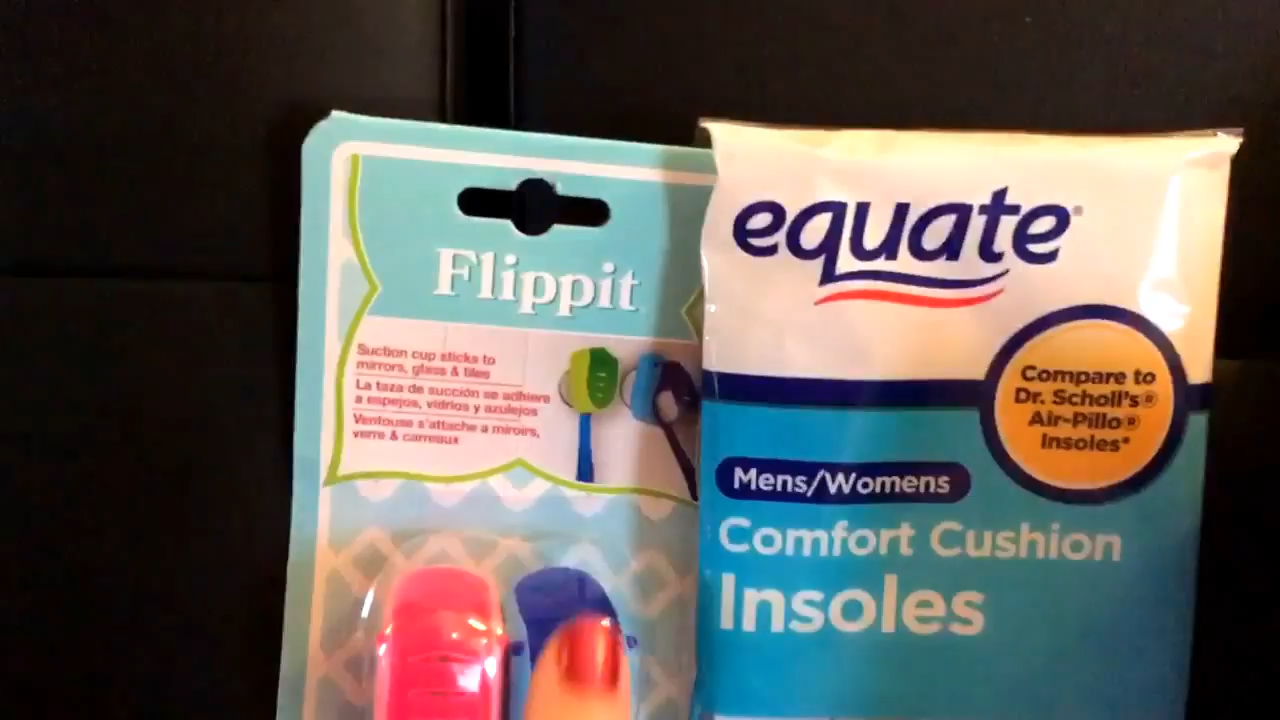 Flippit
Suction cup sticks to
mirrors, glass & tiles
La taza de succión se adhiere
a espejos, vidrios y azulejos
Ventouse s'attache a miroirs,
verre & carreaux
equate®
Compare to
Dr. Scholl's®
Air-Pillo®
Insoles*
Mens/Womens
Comfort Cushion
Insoles